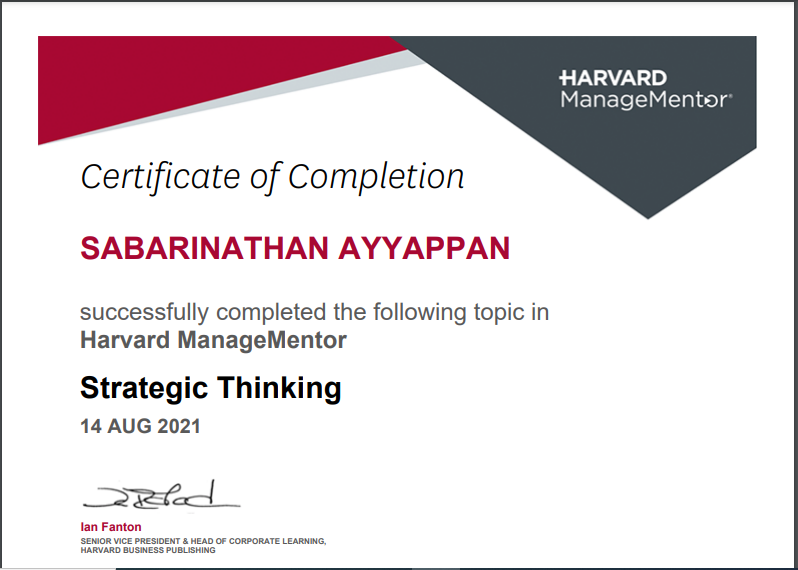 HARVARD
ManageMentor®
Certificate of Completion
SABARINATHAN AYYAPPAN
successfully completed the following topic in
Harvard ManageMentor
Strategic Thinking
14 AUG 2021
Ian Fanton
SENIOR VICE PRESIDENT & HEAD OF CORPORATE LEARNING,
HARVARD BUSINESS PUBLISHING